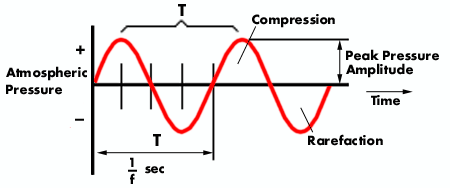 T
Compression
+
Atmospheric
Pressure
Peak Pressure
Amplitude
Time
−
T
Rarefaction
1/f sec